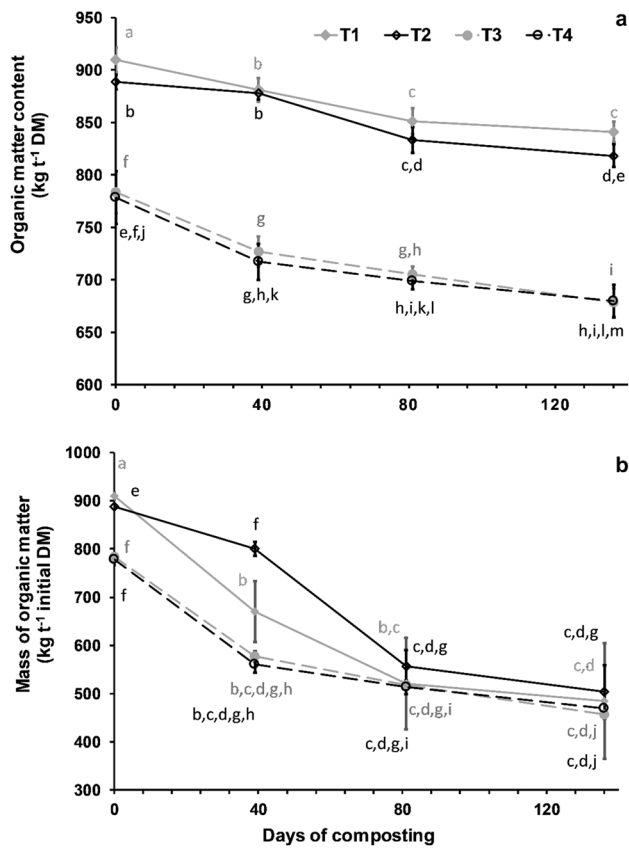 950
a
a
T1
T2
T3
T4
900
b
b
b
850
c
c
c,d
d,e
800
f
750
e,f,j
g
g,h
700
g,h,k
h,i,k,l
i
h,i,l,m
650
600
0
40
80
120
Organic matter content
(kg t-1 DM)
1000
b
a
e
900
f
800
f
f
700
b
600
b,c
c,d,g
c,d,g
c,d
b,c,d,g,h
b,c,d,g,h
500
c,d,g,i
c,d,g,i
c,d,j
c,d,j
400
300
0
40
80
120
Mass of organic matter
(kg t-1 initial DM)
Days of composting